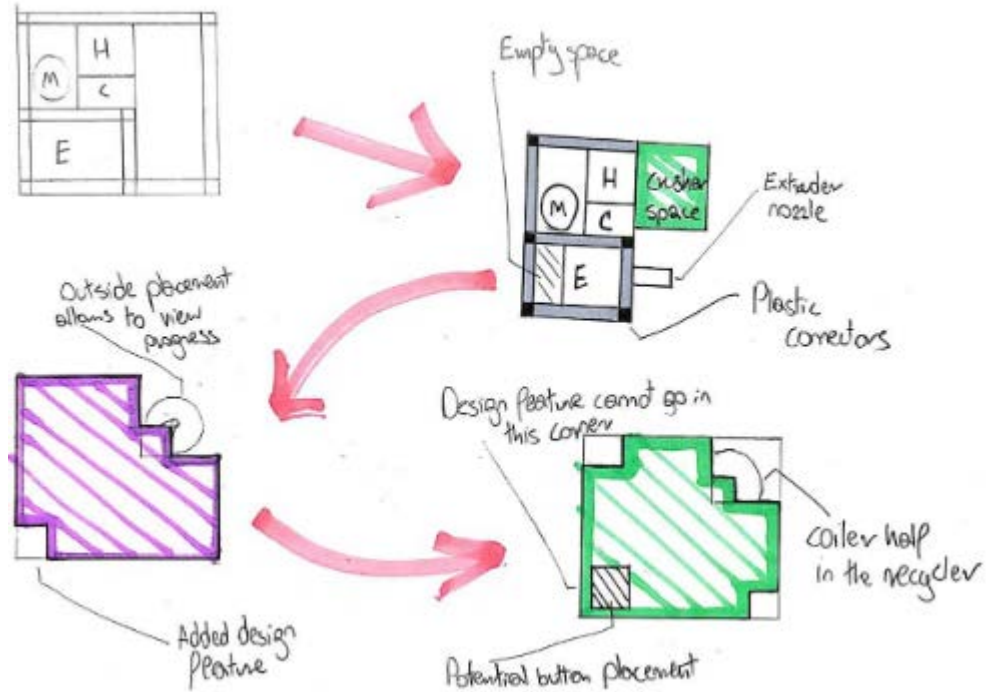 H
M
C
E
Empty space
H
M
C
E
Crusher
space
Extruder
nozzle
Plastic
connectors
Outside placement
allows to view
progress
Added design
feature
Design feature cannot go in
this corner
coiler half
in the recycler
Potential button placement